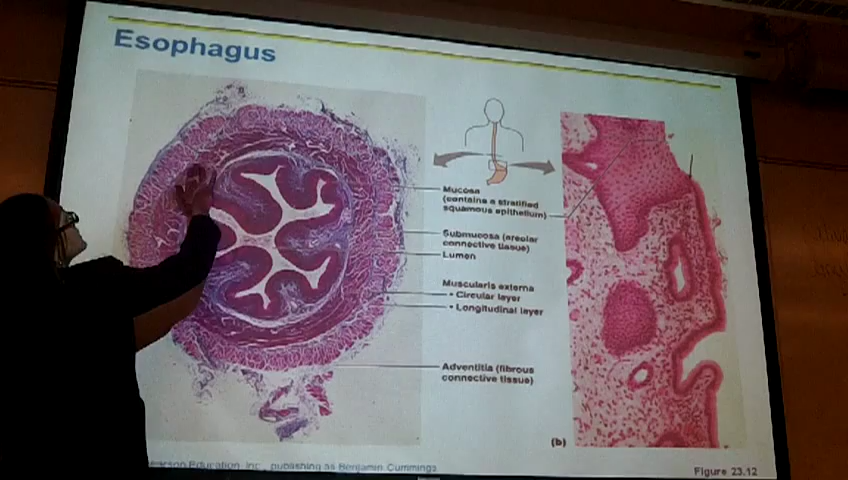 Esophagus
Mucosa
(contains a stratified
squamous epithelium)
Submucosa (areolar
connective tissue)
Lumen
Muscularis externa
• Circular layer
• Longitudinal layer
Adventitia (fibrous
connective tissue)
(b)
earson Education, Inc., publishing as Benjamin Cummings
Figure 23.12